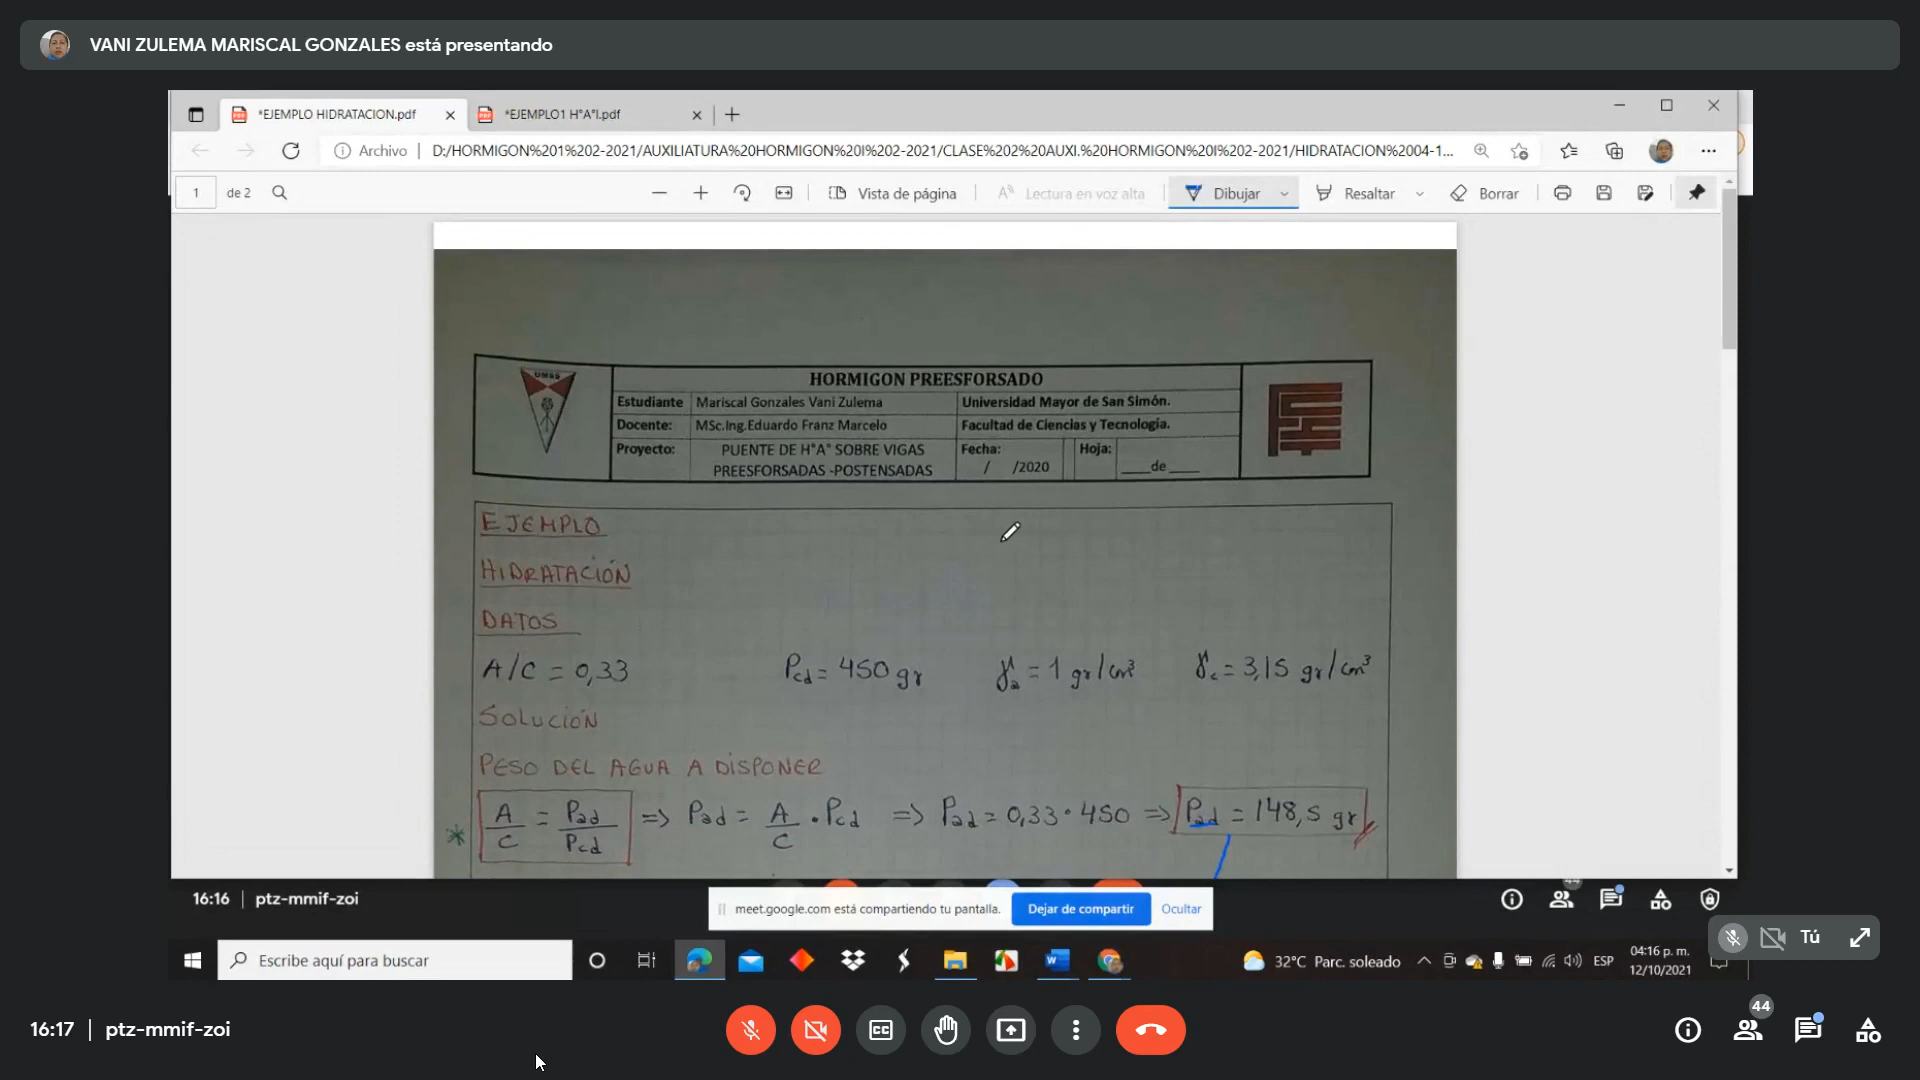 VANI ZULEMA MARISCAL GONZALES está presentando
*EJEMPLO HIDRATACION.pdf
*EJEMPLO1 H°A°I.pdf
Archivo
D:/HORMIGON%201%202-2021/AUXILIATURA%20HORMIGON%20I%202-2021/CLASE%202%20AUXI.%20HORMIGON%20I%202-2021/HIDRATACION%2004-1...
1 de 2
Vista de página
Lectura en voz alta
Dibujar
Resaltar
Borrar
UMSS
HORMIGON PREESFORSADO
Estudiante Mariscal Gonzales Vani Zulema Universidad Mayor de San Simón.
Docente: MSc.Ing.Eduardo Franz Marcelo Facultad de Ciencias y Tecnología.
Proyecto: PUENTE DE H°A° SOBRE VIGAS Fecha: Hoja:
PREESFORSADAS -POSTENSADAS / /2020 ____de ____
EJEMPLO
HIDRATACIÓN
DATOS
A/C = 0,33 Pcd = 450 gr γa = 1 gr/cm³ γc = 3,15 gr/cm³
SOLUCIÓN
PESO DEL AGUA A DISPONER
* A/C = Pad/Pcd => Pad = A/C · Pcd => Pad = 0,33 · 450 => Pad = 148,5 gr
16:16 | ptz-mmif-zoi
44
meet.google.com está compartiendo tu pantalla.
Dejar de compartir
Ocultar
Tú
Escribe aquí para buscar
32°C Parc. soleado
ESP
04:16 p. m.
12/10/2021
16:17 | ptz-mmif-zoi
44